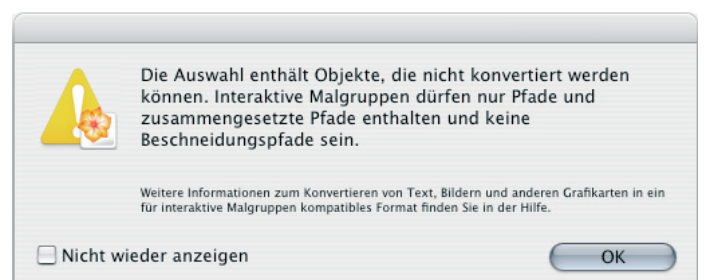 Die Auswahl enthält Objekte, die nicht konvertiert werden
können. Interaktive Malgruppen dürfen nur Pfade und
zusammengesetzte Pfade enthalten und keine
Beschneidungspfade sein.
Weitere Informationen zum Konvertieren von Text, Bildern und anderen Grafikarten in ein
für interaktive Malgruppen kompatibles Format finden Sie in der Hilfe.
Nicht wieder anzeigen
OK